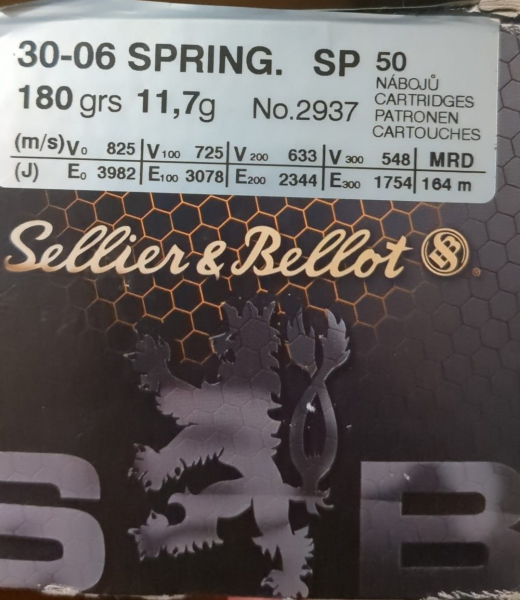 30-06 SPRING. SP 50
NÁBOJŮ
CARTRIDGES
PATRONEN
CARTOUCHES
180 grs 11,7g No.2937
(m/s) V0 825 V100 725 V200 633 V300 548 MRD
(J) E0 3982 E100 3078 E200 2344 E300 1754 164 m
Sellier & Bellot SB ®
S B